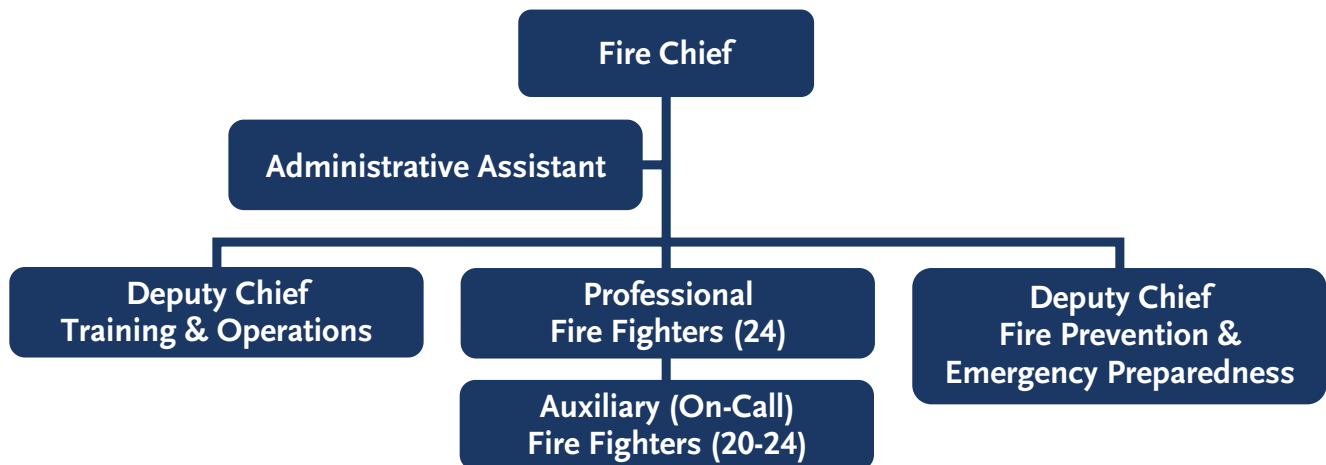 Fire Chief
Administrative Assistant
Deputy Chief
Training & Operations
Professional
Fire Fighters (24)
Deputy Chief
Fire Prevention &
Emergency Preparedness
Auxiliary (On-Call)
Fire Fighters (20-24)